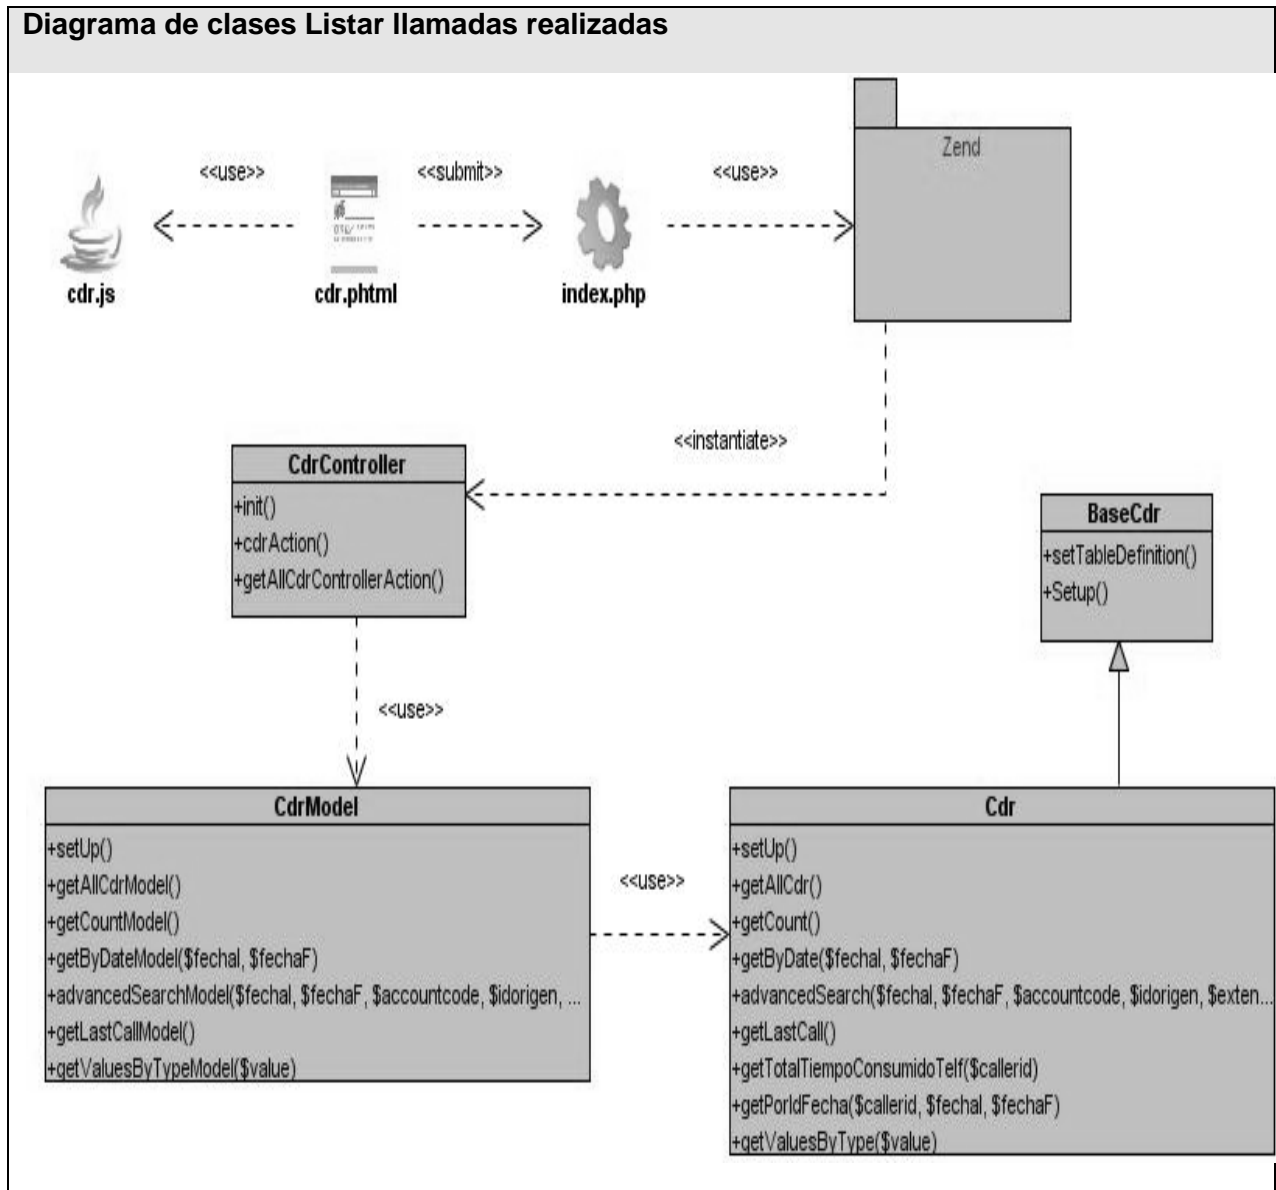 Diagrama de clases Listar llamadas realizadas
Zend
<<use>>
<<submit>>
<<use>>
cdr.js
cdr.phtml
index.php
<<instantiate>>
CdrController
+init()
+cdrAction()
+getAllCdrControllerAction()
BaseCdr
+setTableDefinition()
+Setup()
<<use>>
CdrModel
+setUp()
+getAllCdrModel()
+getCountModel()
+getByDateModel($fechaI, $fechaF)
+advancedSearchModel($fechaI, $fechaF, $accountcode, $idorigen, ...
+getLastCallModel()
+getValuesByTypeModel($value)
<<use>>
Cdr
+setUp()
+getAllCdr()
+getCount()
+getByDate($fechaI, $fechaF)
+advancedSearch($fechaI, $fechaF, $accountcode, $idorigen, $exten...
+getLastCall()
+getTotalTiempoConsumidoTelf($callerid)
+getPorIdFecha($callerid, $fechaI, $fechaF)
+getValuesByType($value)